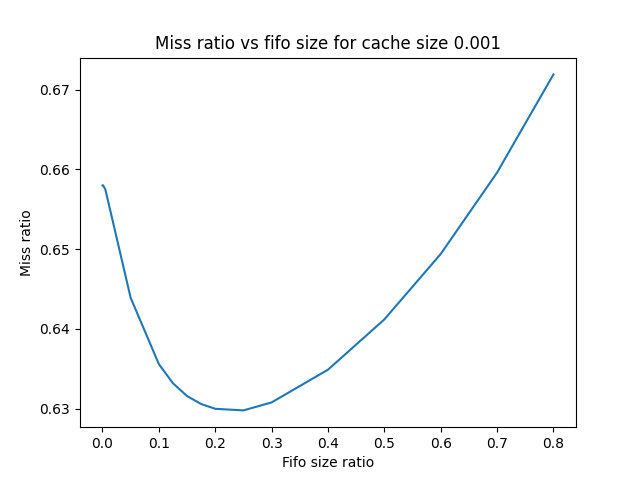 Miss ratio vs fifo size for cache size 0.001
0.67
0.66
0.65
0.64
0.63
Miss ratio
0.0 0.1 0.2 0.3 0.4 0.5 0.6 0.7 0.8
Fifo size ratio